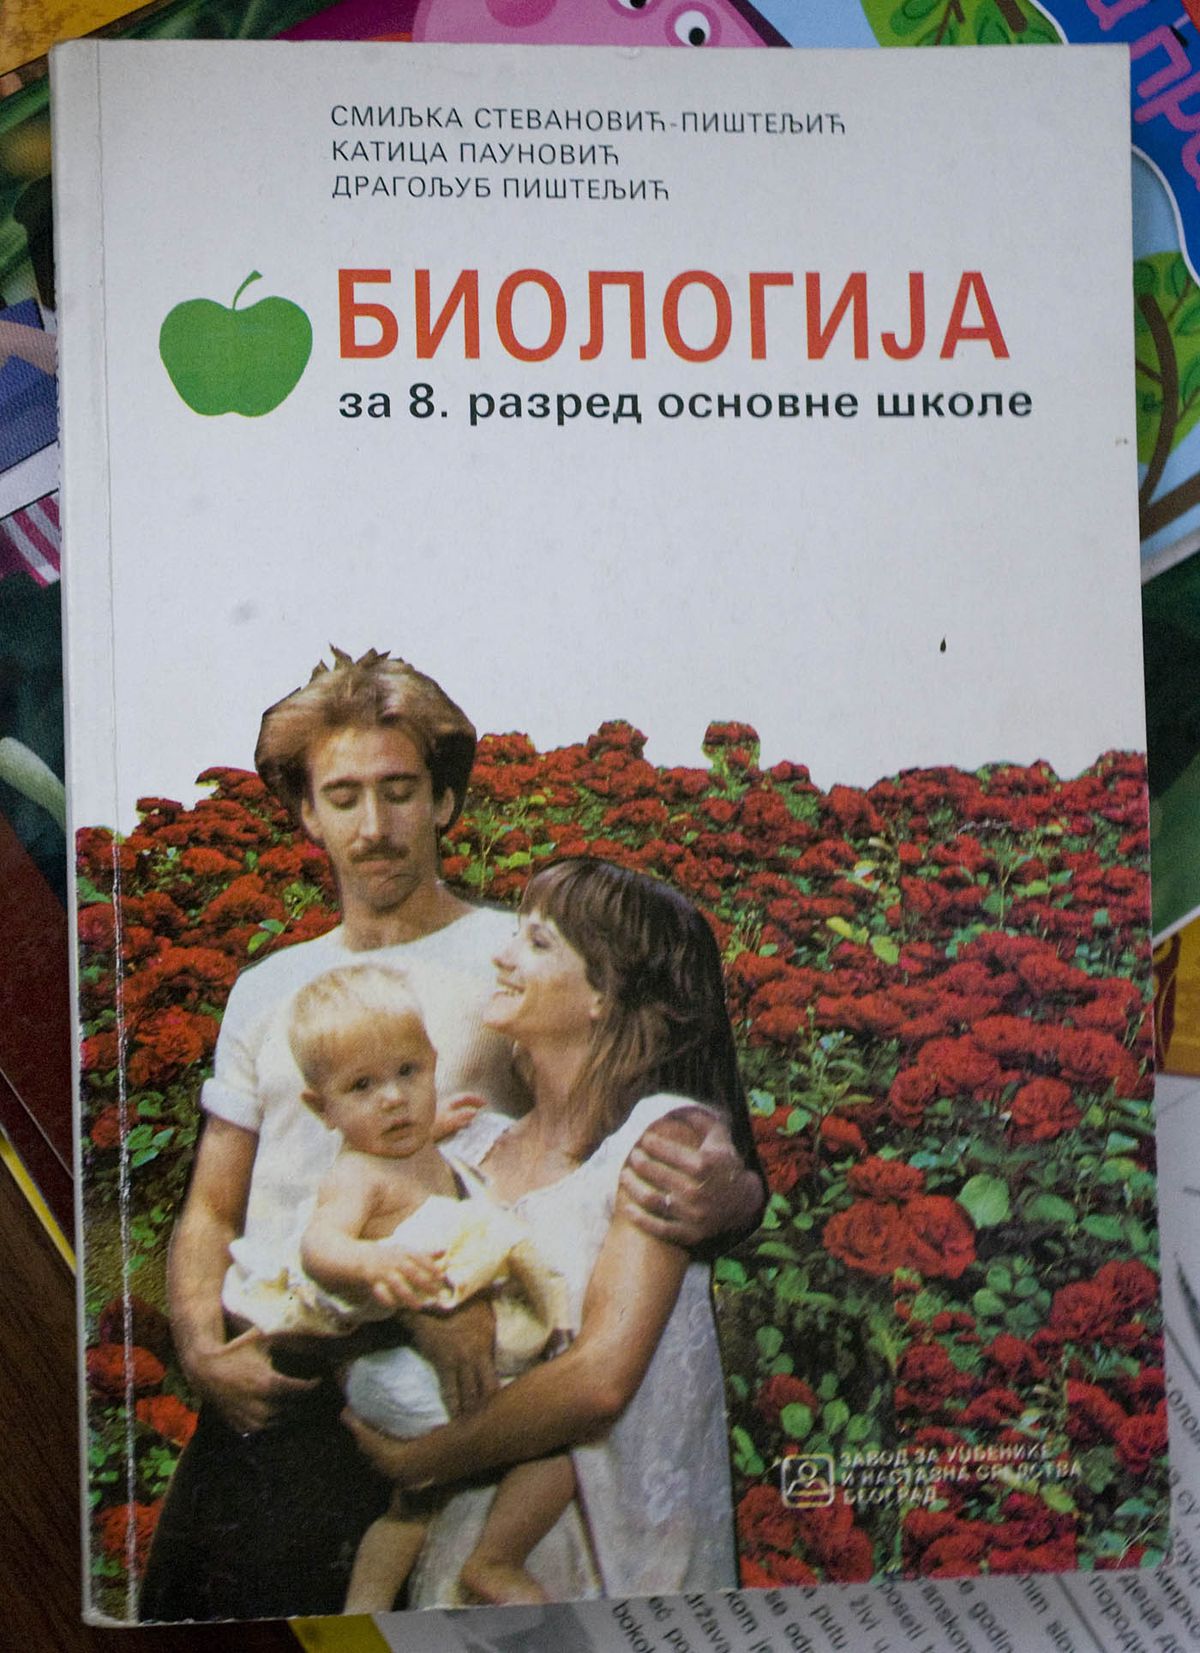 СМИЉКА СТЕВАНОВИЋ-ПИШТЕЉИЋ
КАТИЦА ПАУНОВИЋ
ДРАГОЉУБ ПИШТЕЉИЋ
БИОЛОГИЈА
за 8. разред основне школе
ЗАВОД ЗА УЏБЕНИКЕ
И НАСТАВНА СРЕДСТВА
БЕОГРАД